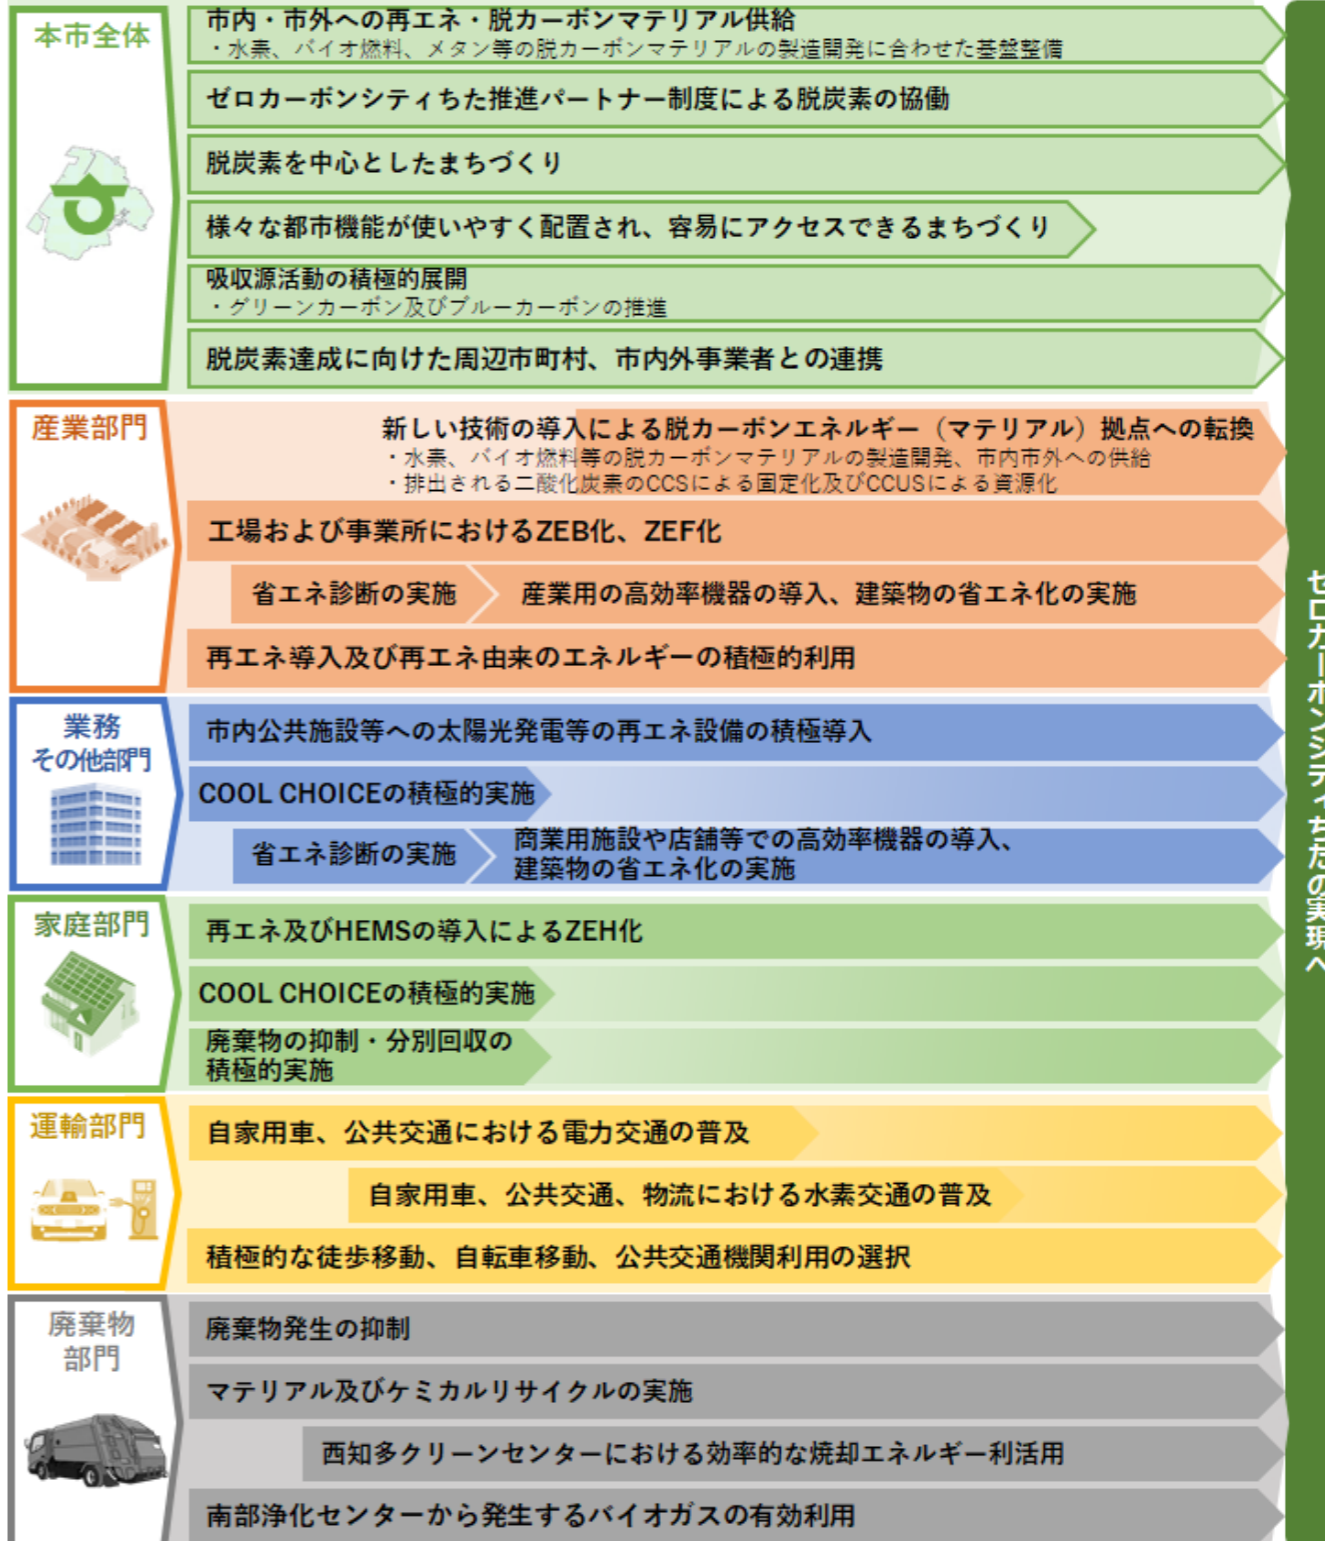 本市全体
市内・市外への再エネ・脱カーボンマテリアル供給
・水素、バイオ燃料、メタン等の脱カーボンマテリアルの製造開発に合わせた基盤整備
ゼロカーボンシティちた推進パートナー制度による脱炭素の協働
脱炭素を中心としたまちづくり
様々な都市機能が使いやすく配置され、容易にアクセスできるまちづくり
吸収源活動の積極的展開
・グリーンカーボン及びブルーカーボンの推進
脱炭素達成に向けた周辺市町村、市内外事業者との連携
産業部門
新しい技術の導入による脱カーボンエネルギー（マテリアル）拠点への転換
・水素、バイオ燃料等の脱カーボンマテリアルの製造開発、市内市外への供給
・排出される二酸化炭素のCCSによる固定化及びCCUSによる資源化
工場および事業所におけるZEB化、ZEF化
省エネ診断の実施
産業用の高効率機器の導入、建築物の省エネ化の実施
再エネ導入及び再エネ由来のエネルギーの積極的利用
業務
その他部門
市内公共施設等への太陽光発電等の再エネ設備の積極導入
COOL CHOICEの積極的実施
省エネ診断の実施
商業用施設や店舗等での高効率機器の導入、
建築物の省エネ化の実施
家庭部門
再エネ及びHEMSの導入によるZEH化
COOL CHOICEの積極的実施
廃棄物の抑制・分別回収の
積極的実施
運輸部門
自家用車、公共交通における電力交通の普及
自家用車、公共交通、物流における水素交通の普及
積極的な徒歩移動、自転車移動、公共交通機関利用の選択
廃棄物
部門
廃棄物発生の抑制
マテリアル及びケミカルリサイクルの実施
西知多クリーンセンターにおける効率的な焼却エネルギー利活用
南部浄化センターから発生するバイオガスの有効利用
ゼロカーボンシティちたの実現へ